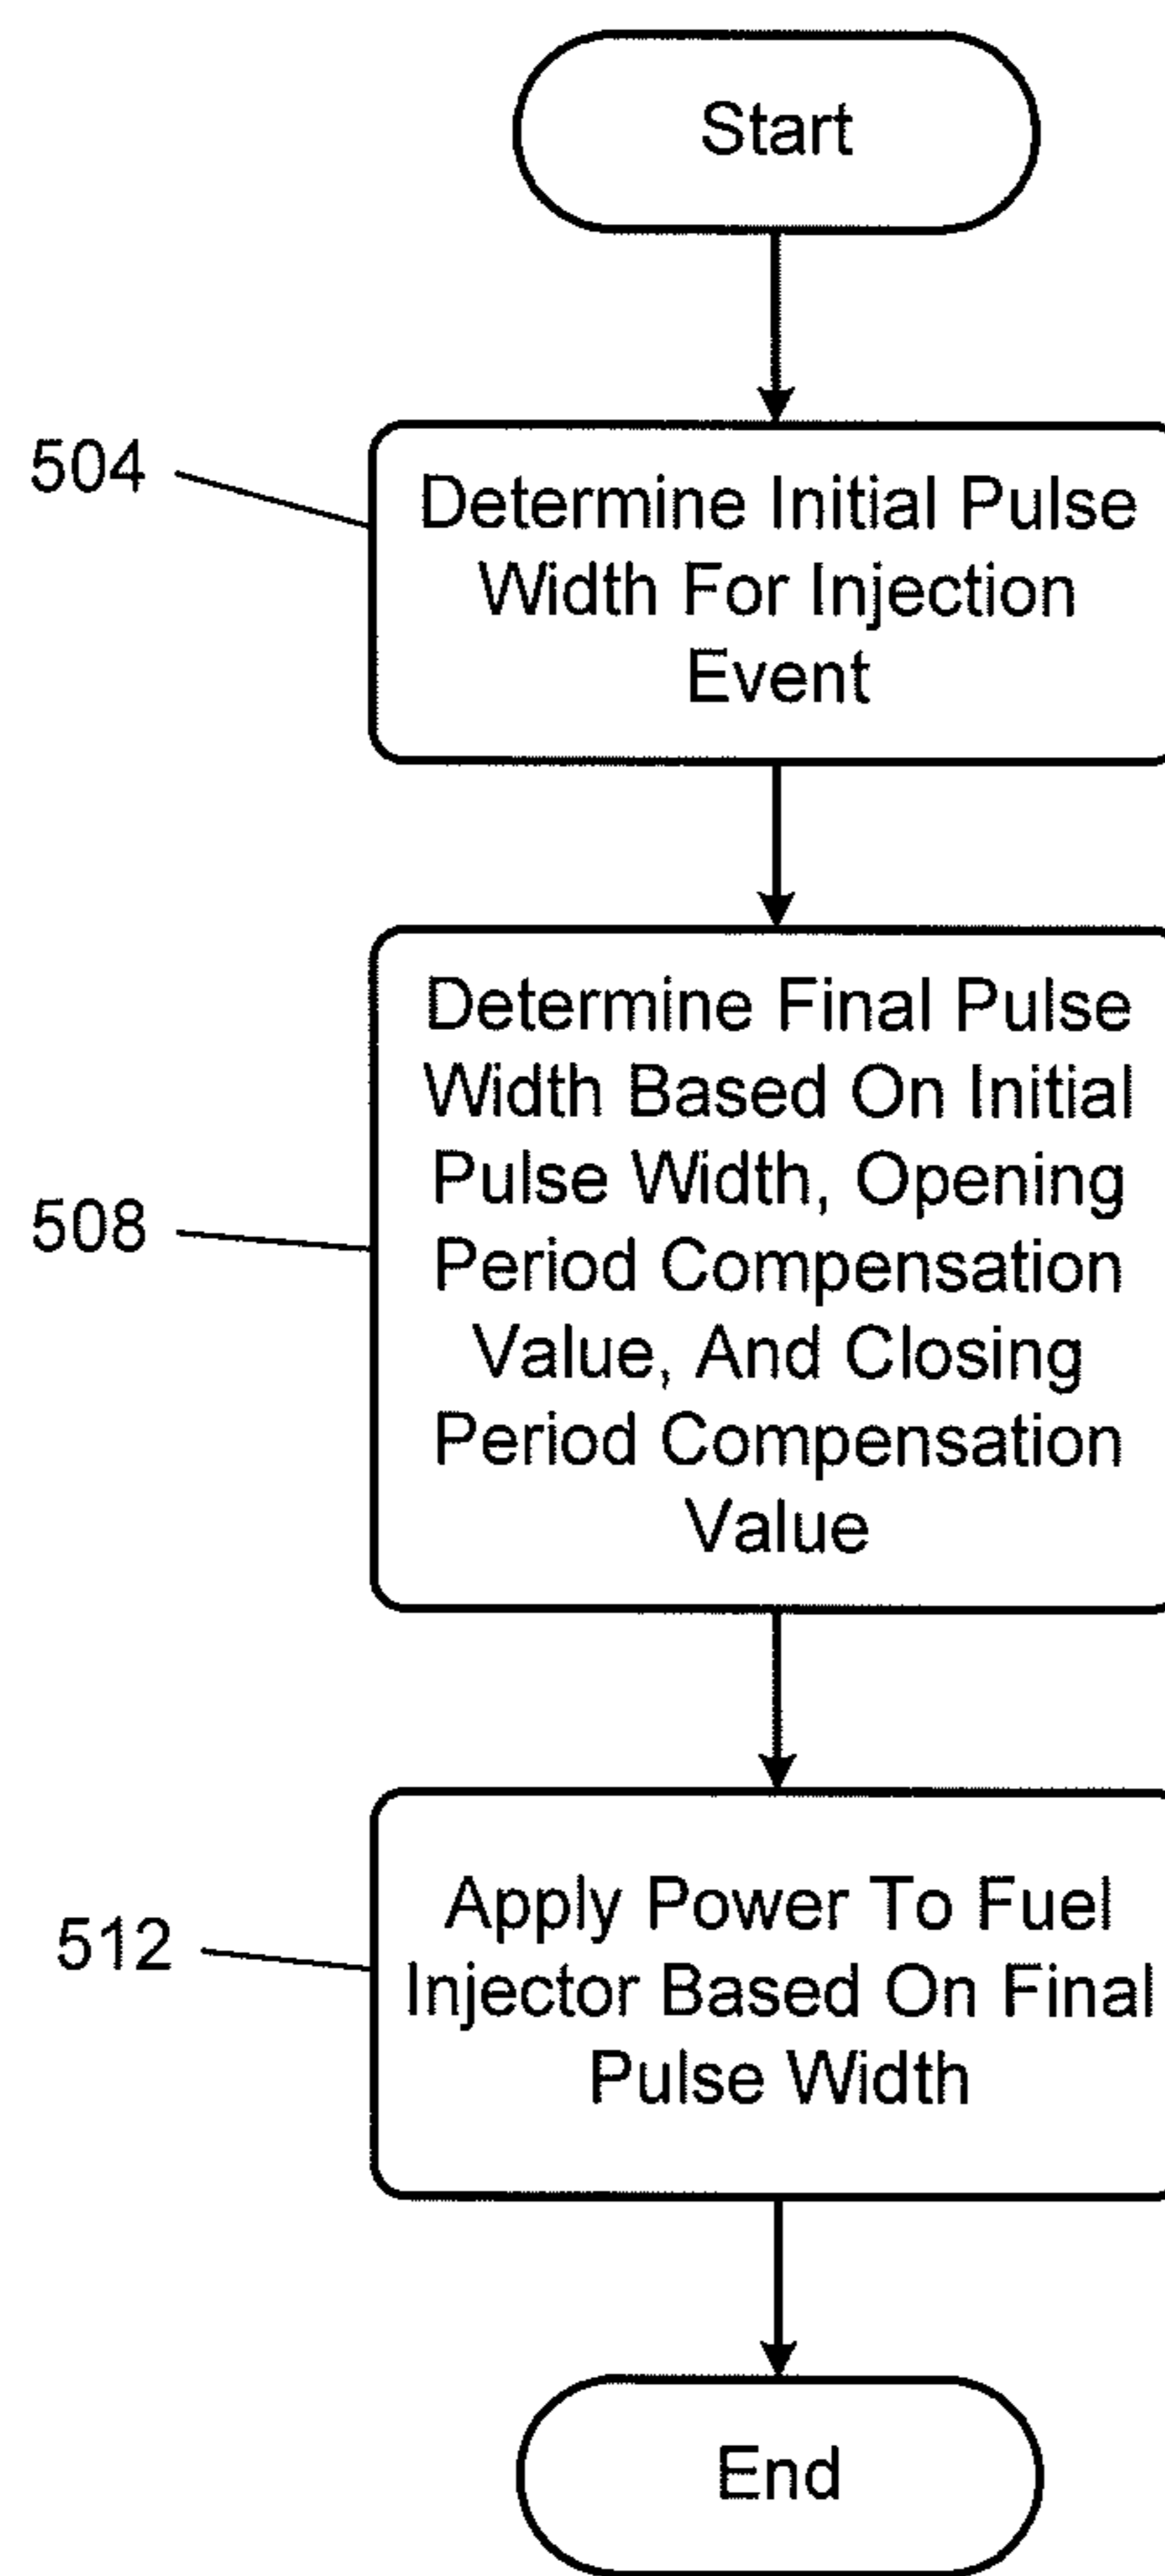 Start
504
Determine Initial Pulse
Width For Injection
Event
508
Determine Final Pulse
Width Based On Initial
Pulse Width, Opening
Period Compensation
Value, And Closing
Period Compensation
Value
512
Apply Power To Fuel
Injector Based On Final
Pulse Width
End